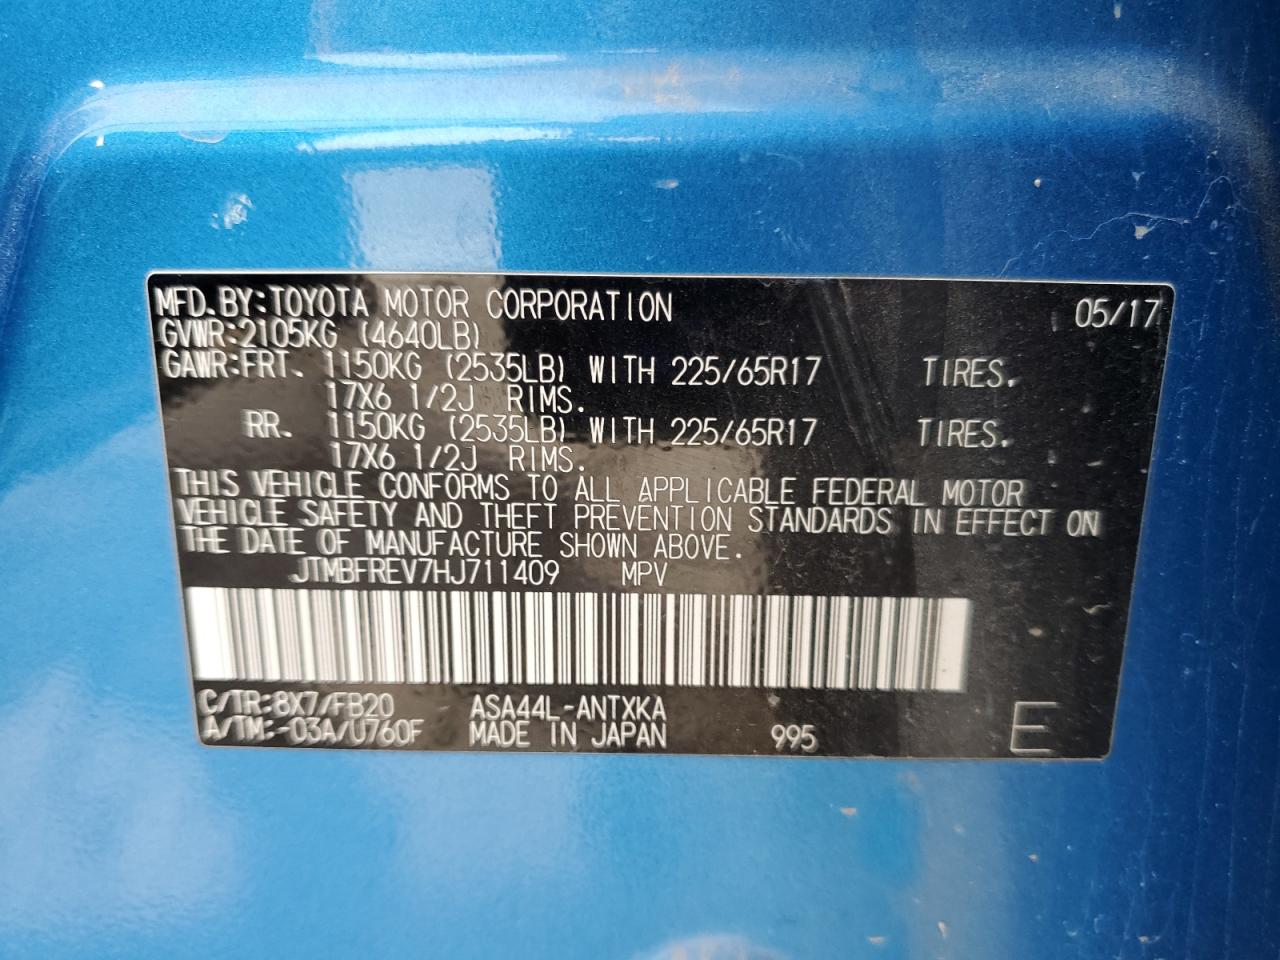 MFD.BY:TOYOTA MOTOR CORPORATION 05/17
GVWR:2105KG (4640LB)
GAWR:FRT. 1150KG (2535LB) WITH 225/65R17 TIRES.
17X6 1/2J RIMS.
RR. 1150KG (2535LB) WITH 225/65R17 TIRES.
17X6 1/2J RIMS.
THIS VEHICLE CONFORMS TO ALL APPLICABLE FEDERAL MOTOR
VEHICLE SAFETY AND THEFT PREVENTION STANDARDS IN EFFECT ON
THE DATE OF MANUFACTURE SHOWN ABOVE.
JTMBFREV7HJ711409 MPV
C/TR:8X7/FB20 ASA44L-ANTXKA
A/TM:-03A/U760F MADE IN JAPAN 995 E